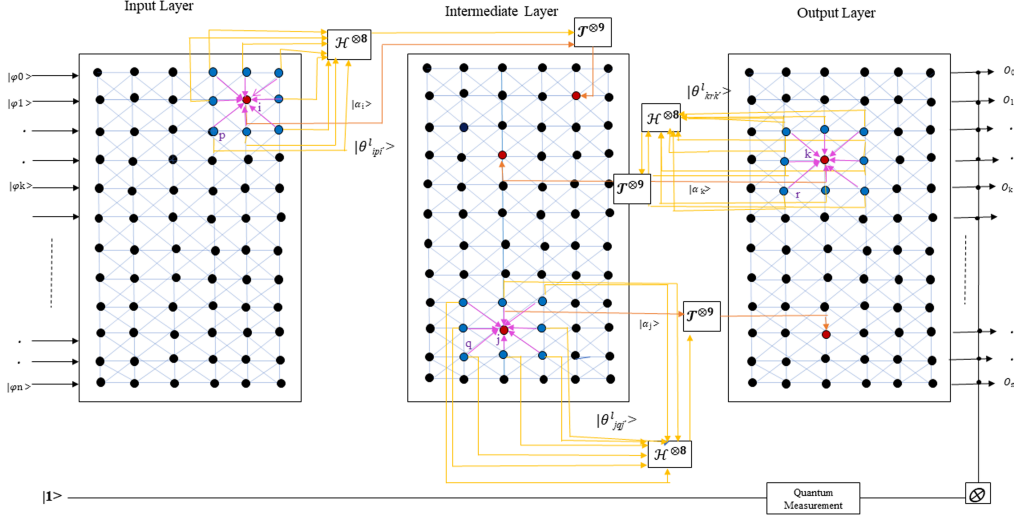 Input Layer
Intermediate Layer
Output Layer
ℋ⊗8
𝒯⊗9
|φ0>
|φ1>
.
.
|φk>
.
.
|φn>
i
p
|αi>
|θˡipi′>
|θˡkrk′>
ℋ⊗8
𝒯⊗9
|αk>
k
r
O0
O1
.
.
Ok
.
.
Os
q
j
|αj>
𝒯⊗9
|θˡjqj′>
ℋ⊗8
|1>
Quantum
Measurement
⊗